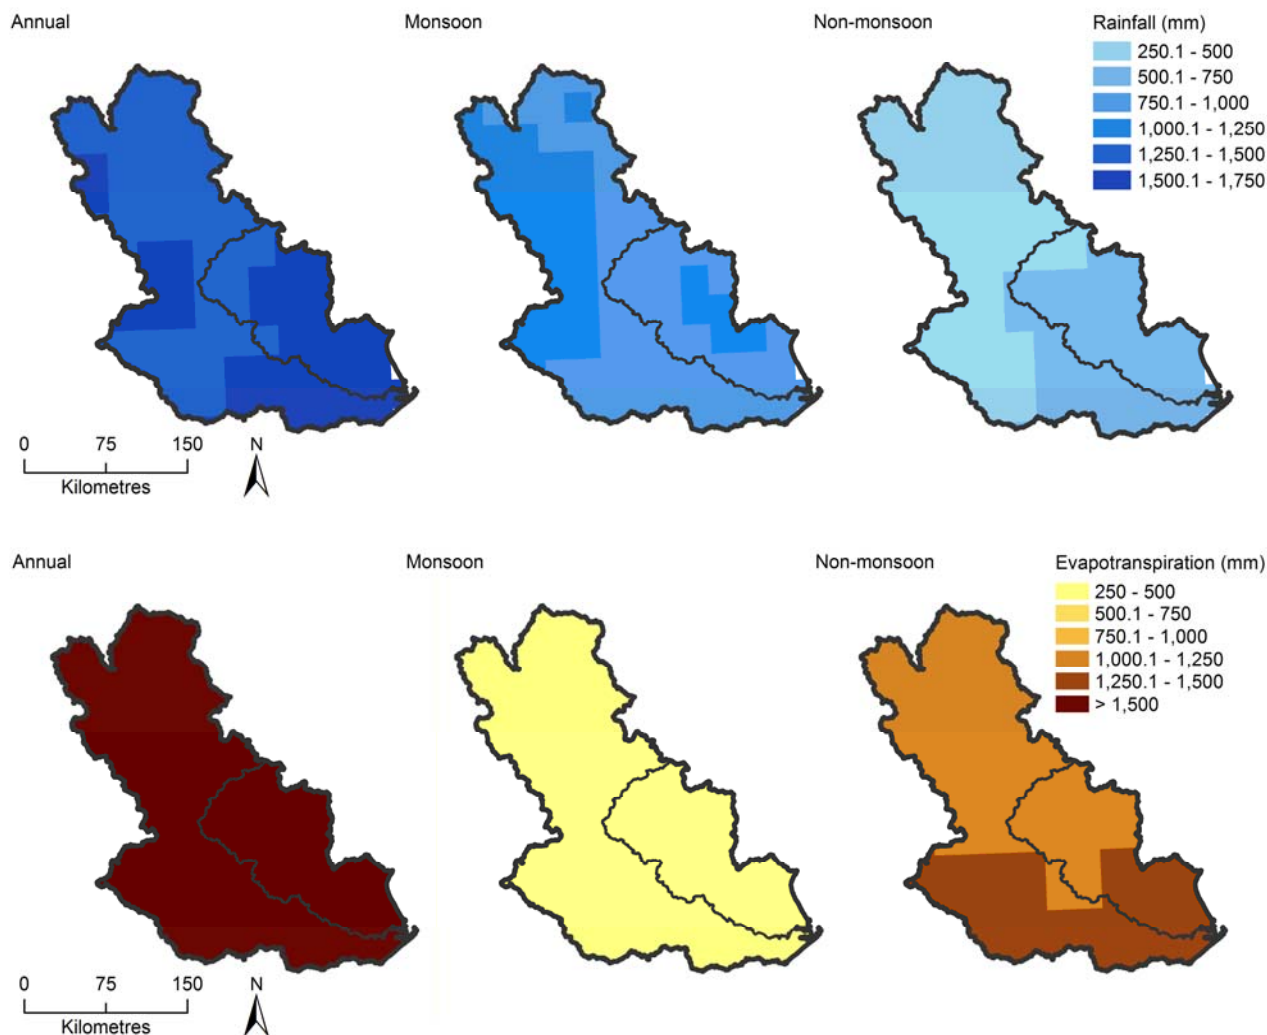 Annual
Monsoon
Non-monsoon
Rainfall (mm)
250.1 - 500
500.1 - 750
750.1 - 1,000
1,000.1 - 1,250
1,250.1 - 1,500
1,500.1 - 1,750
0 75 150
N
Kilometres
Annual
Monsoon
Non-monsoon
Evapotranspiration (mm)
250 - 500
500.1 - 750
750.1 - 1,000
1,000.1 - 1,250
1,250.1 - 1,500
> 1,500
0 75 150
N
Kilometres